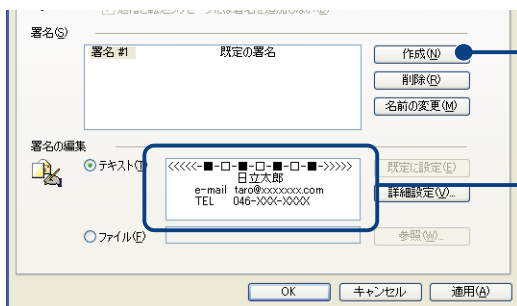 署名(S)
署名 #1 既定の署名
作成(N)
削除(R)
名前の変更(M)
署名の編集
テキスト(T)
<<<<<-■-□-■-□-■-□-■->>>>>
日立太郎
e-mail taro@xxxxxxx.com
TEL 046-XXX-XXXX
既定に設定(E)
詳細設定(V)...
ファイル(F)
参照(W)...
OK キャンセル 適用(A)